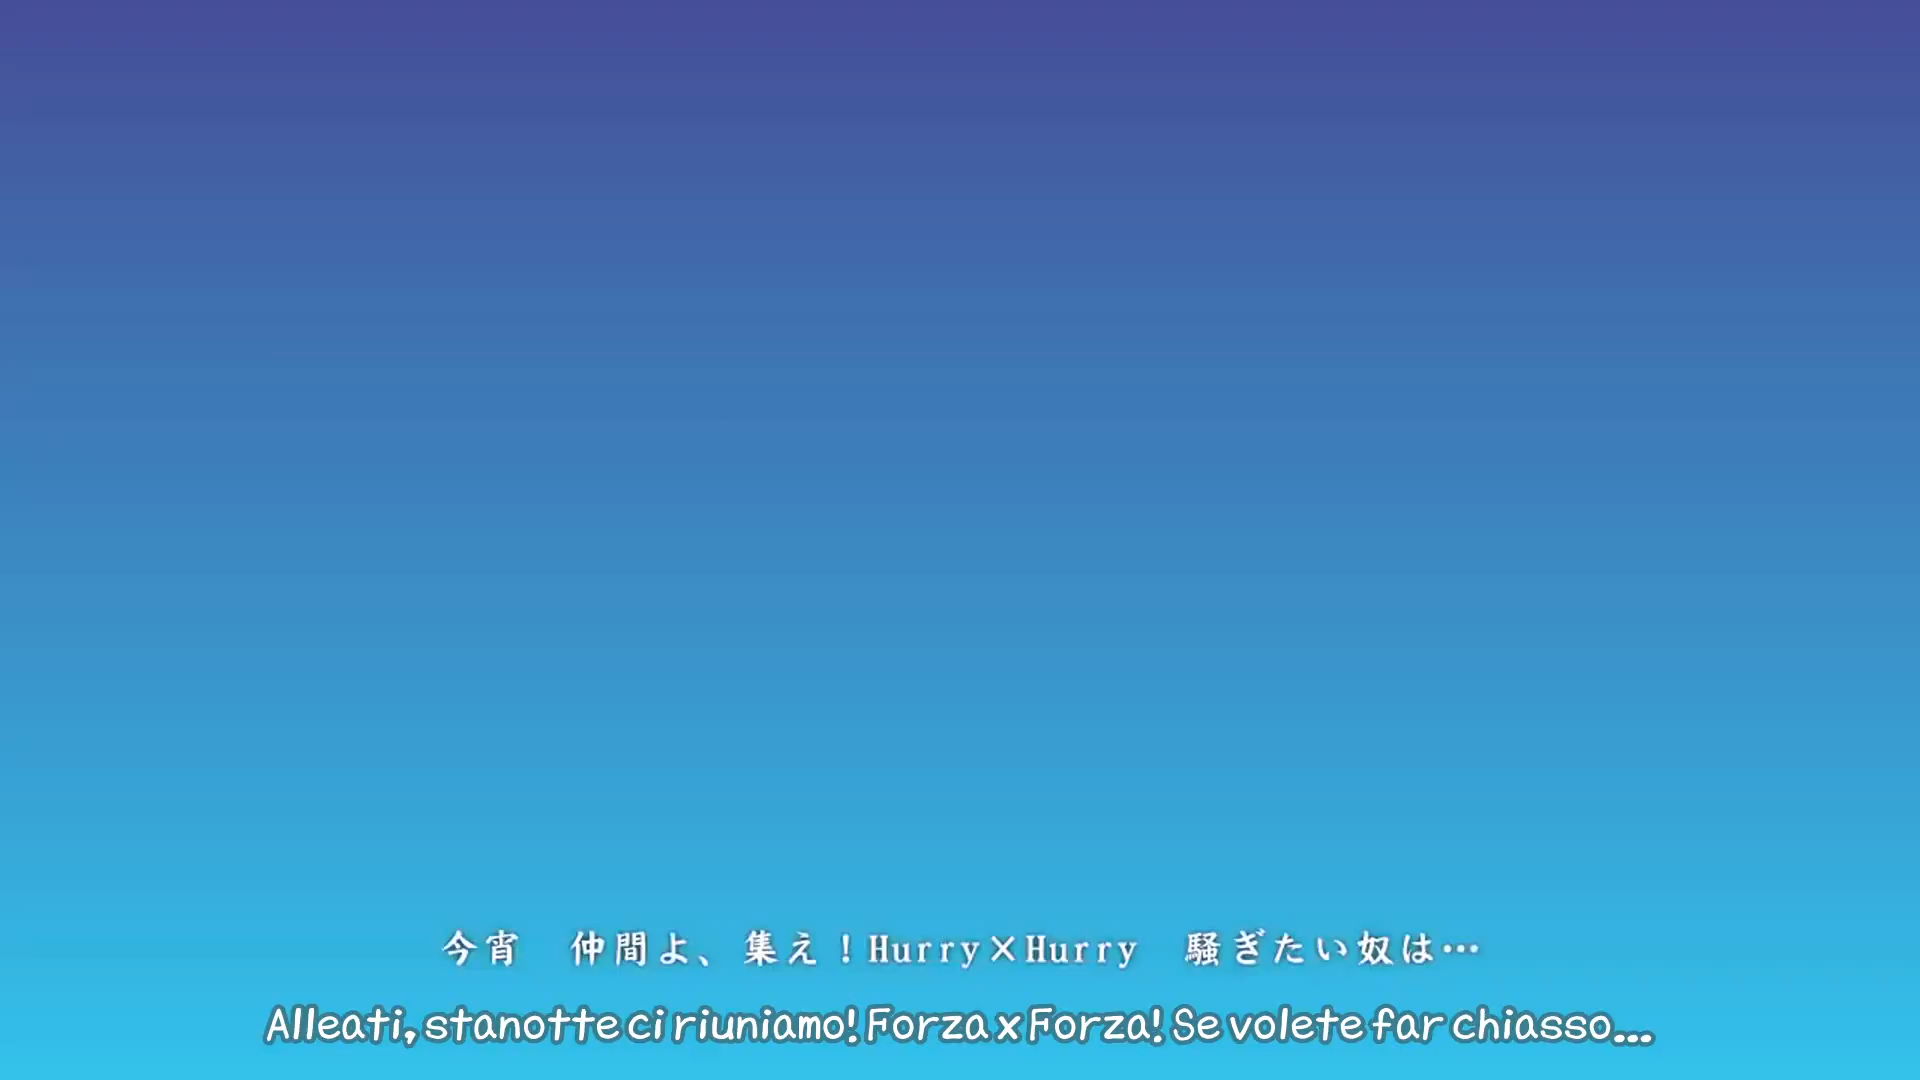 今宵　仲間よ、集え！Hurry×Hurry　騒ぎたい奴は…
Alleati, stanotte ci riuniamo! Forza x Forza! Se volete far chiasso...